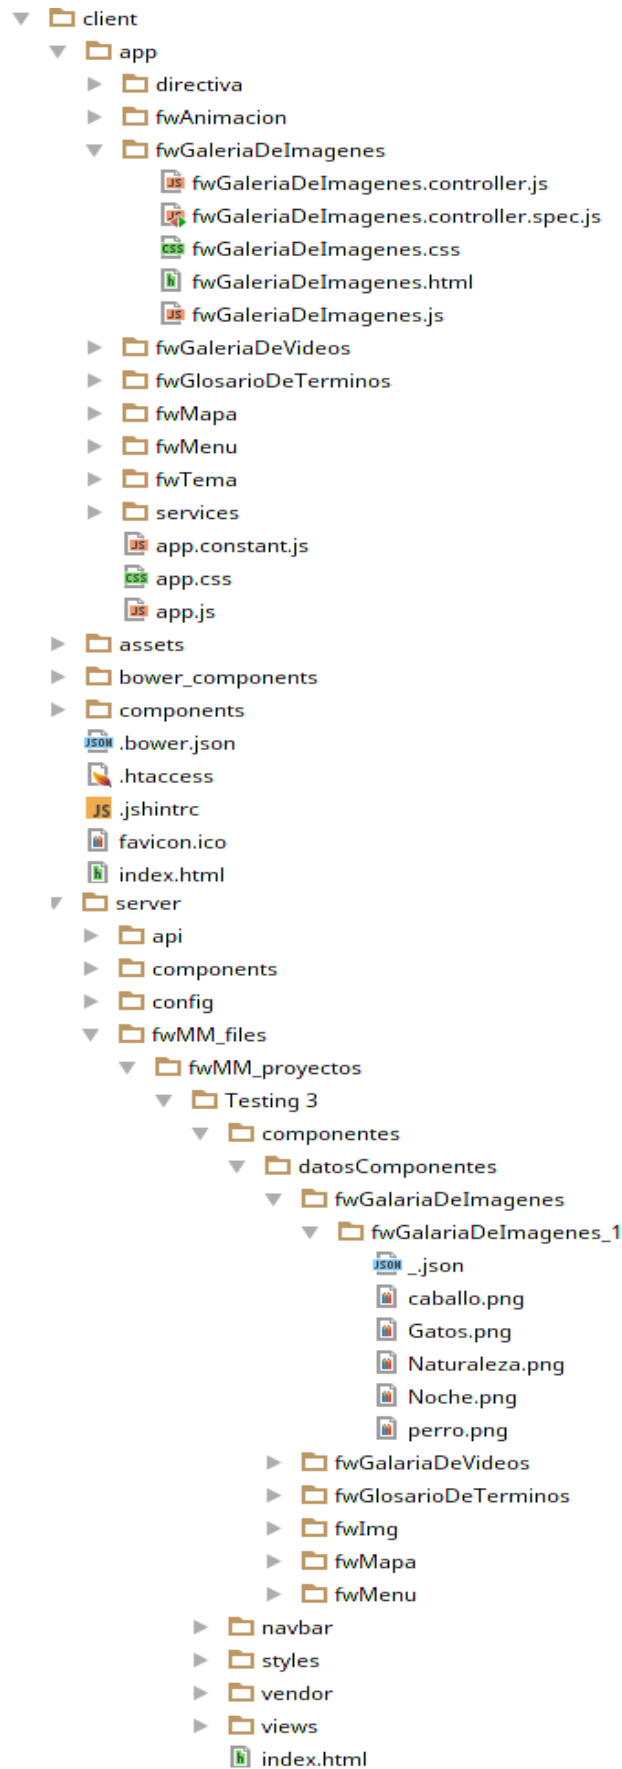 client
app
directiva
fwAnimacion
fwGaleriaDeImagenes
fwGaleriaDeImagenes.controller.js
fwGaleriaDeImagenes.controller.spec.js
fwGaleriaDeImagenes.css
fwGaleriaDeImagenes.html
fwGaleriaDeImagenes.js
fwGaleriaDeVideos
fwGlosarioDeTerminos
fwMapa
fwMenu
fwTema
services
app.constant.js
app.css
app.js
assets
bower_components
components
.bower.json
.htaccess
.jshintrc
favicon.ico
index.html
server
api
components
config
fwMM_files
fwMM_proyectos
Testing 3
componentes
datosComponentes
fwGalariaDeImagenes
fwGalariaDeImagenes_1
_.json
caballo.png
Gatos.png
Naturaleza.png
Noche.png
perro.png
fwGalariaDeVideos
fwGlosarioDeTerminos
fwImg
fwMapa
fwMenu
navbar
styles
vendor
views
index.html